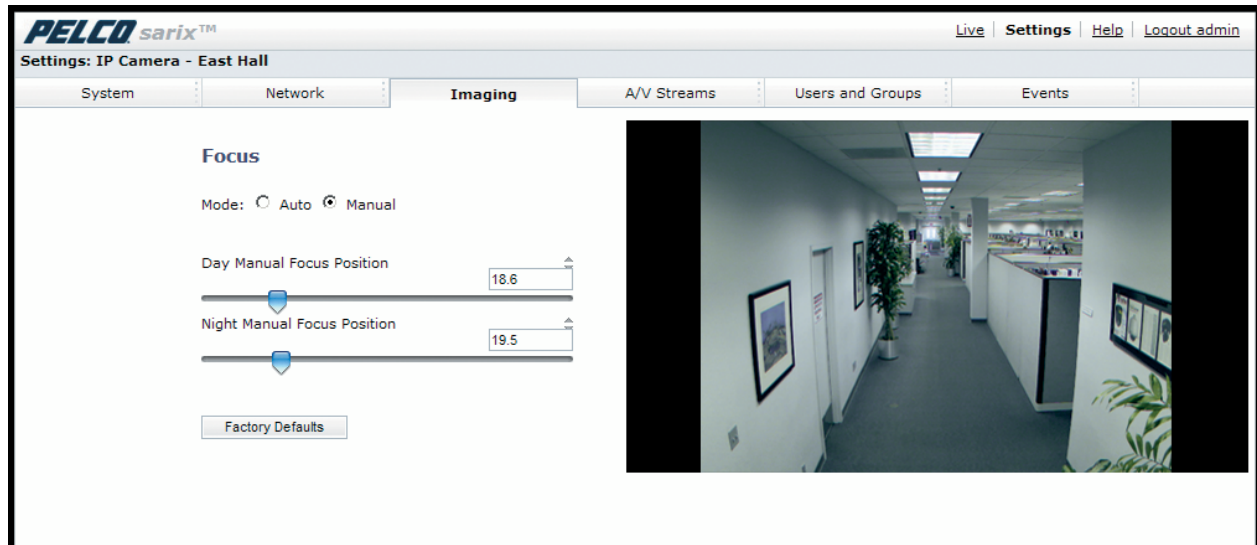 PELCO sarix™
Live | Settings | Help | Logout admin
Settings: IP Camera - East Hall
System Network Imaging A/V Streams Users and Groups Events
Focus
Mode: Auto Manual
Day Manual Focus Position
18.6
Night Manual Focus Position
19.5
Factory Defaults